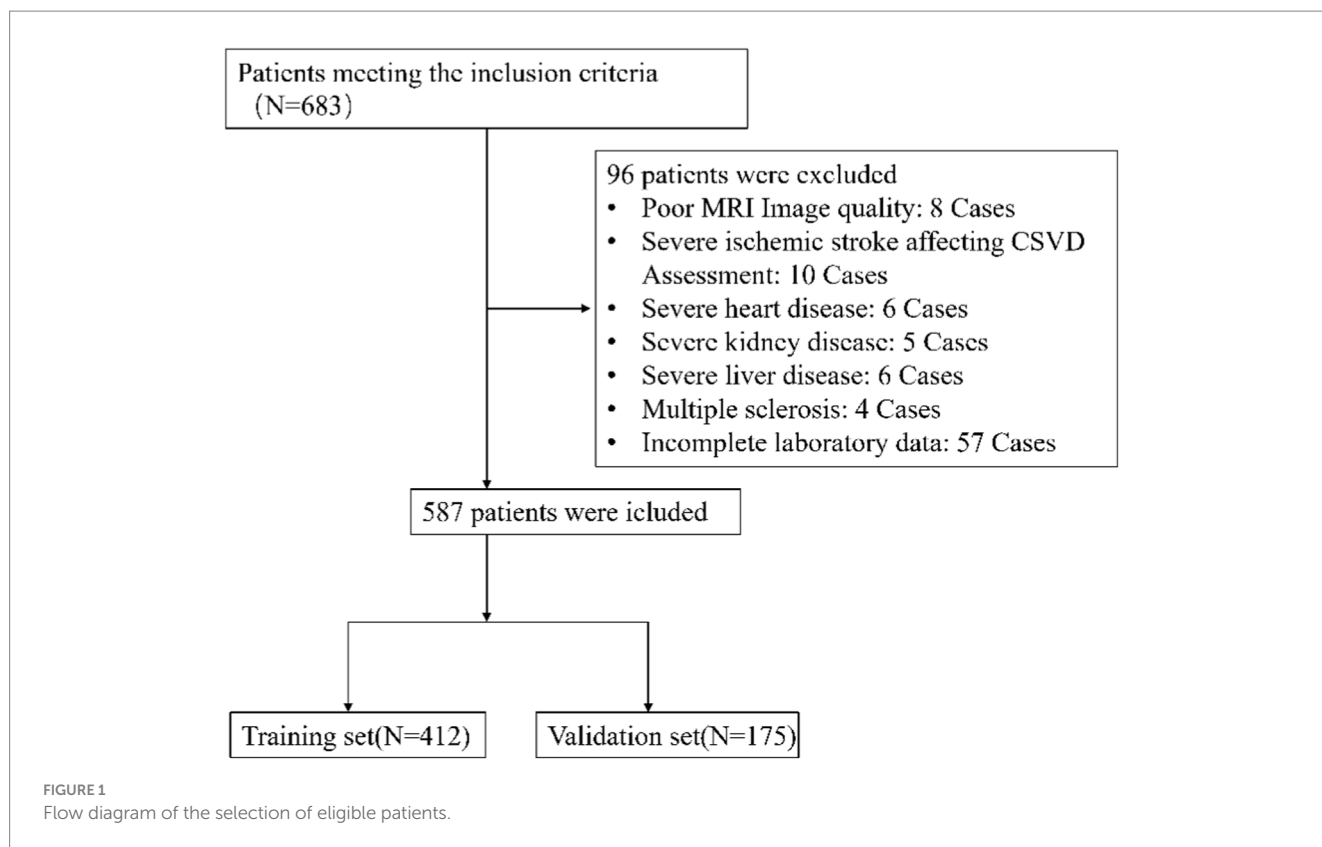 Patients meeting the inclusion criteria
(N=683)
96 patients were excluded
• Poor MRI Image quality: 8 Cases
• Severe ischemic stroke affecting CSVD
Assessment: 10 Cases
• Severe heart disease: 6 Cases
• Severe kidney disease: 5 Cases
• Severe liver disease: 6 Cases
• Multiple sclerosis: 4 Cases
• Incomplete laboratory data: 57 Cases
587 patients were icluded
Training set(N=412)
Validation set(N=175)
FIGURE 1
Flow diagram of the selection of eligible patients.